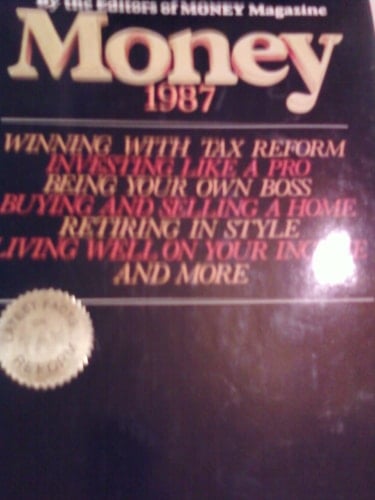 By the Editors of MONEY Magazine
Money
1987
WINNING WITH TAX REFORM
INVESTING LIKE A PRO
BEING YOUR OWN BOSS
BUYING AND SELLING A HOME
RETIRING IN STYLE
LIVING WELL ON YOUR INCOME
AND MORE